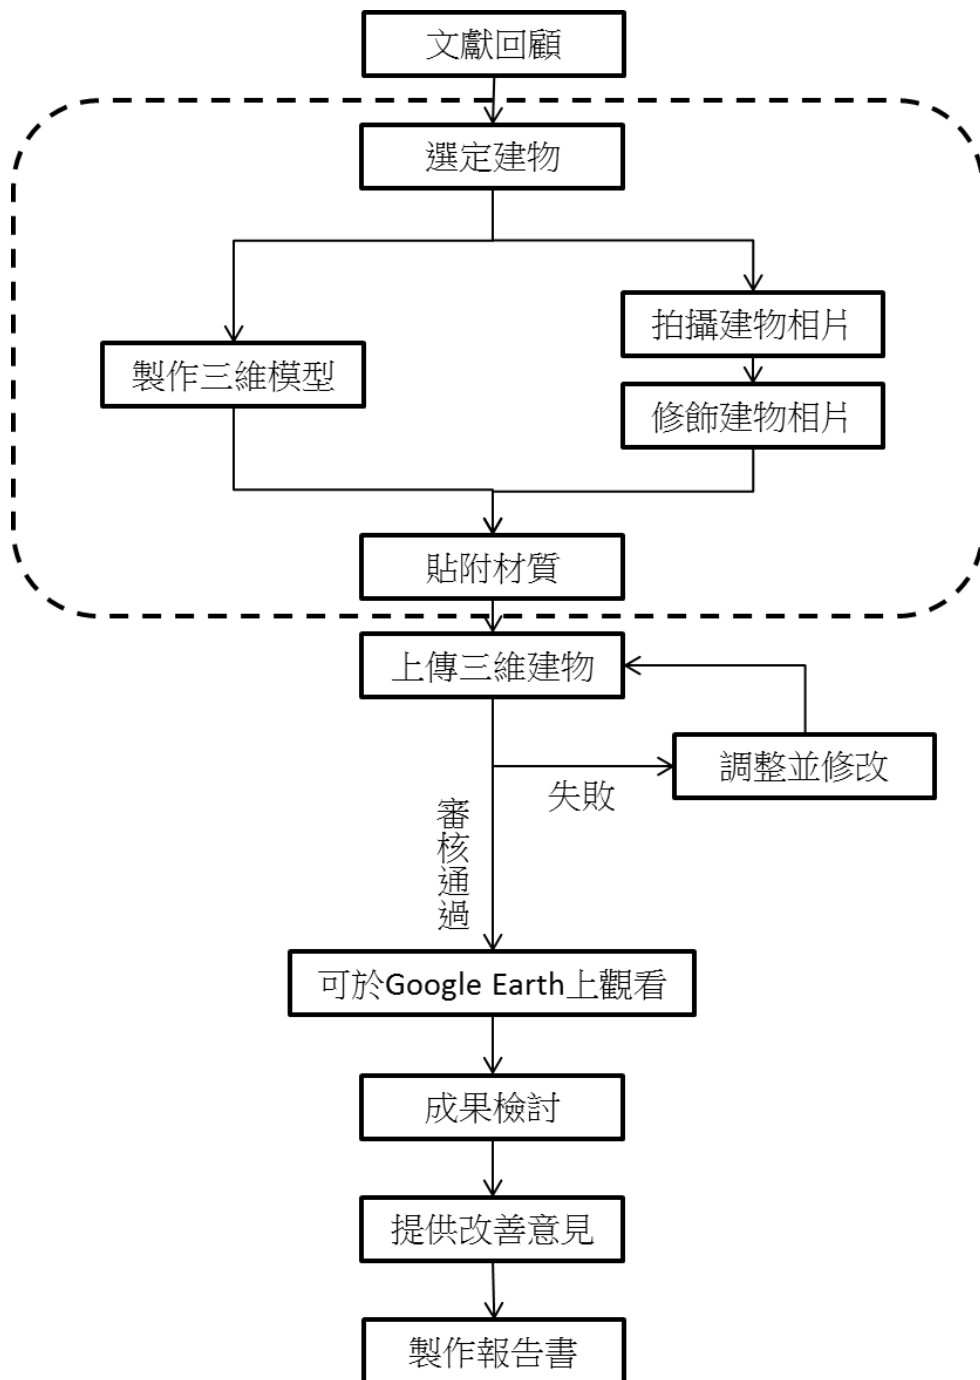 文獻回顧
選定建物
拍攝建物相片
製作三維模型
修飾建物相片
貼附材質
上傳三維建物
調整並修改
失敗
審核通過
可於Google Earth上觀看
成果檢討
提供改善意見
製作報告書